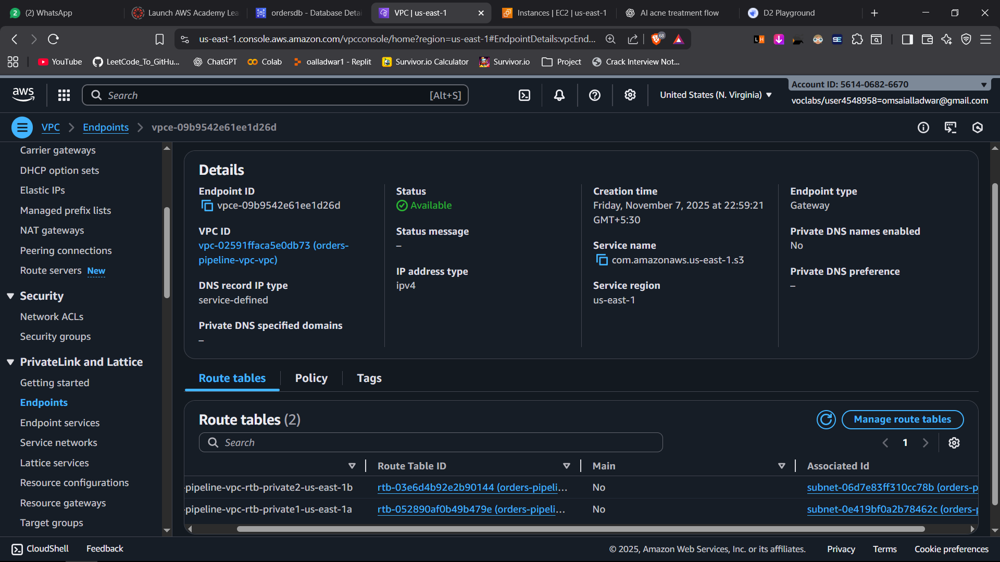 2
(2) WhatsApp
Launch AWS Academy Lea
ordersdb - Database Detai
VPC | us-east-1
Instances | EC2 | us-east-1
AI acne treatment flow
D2 Playground
us-east-1.console.aws.amazon.com/vpcconsole/home?region=us-east-1#EndpointDetails:vpcEnd...
68
YouTube
LeetCode_To_GitHu...
ChatGPT
Colab
oalladwar1 - Replit
Survivor.io Calculator
Survivor.io
Project
Crack Interview Not...
aws
Search
[Alt+S]
United States (N. Virginia)
Account ID: 5614-0682-6670
voclabs/user4548958=omsaialladwar@gmail.com
VPC
Endpoints
vpce-09b9542e61ee1d26d
Carrier gateways
DHCP option sets
Elastic IPs
Managed prefix lists
NAT gateways
Peering connections
Route servers New
Security
Network ACLs
Security groups
PrivateLink and Lattice
Getting started
Endpoints
Endpoint services
Service networks
Lattice services
Resource configurations
Resource gateways
Target groups
Details
Endpoint ID
vpce-09b9542e61ee1d26d
VPC ID
vpc-02591ffaca5e0db73 (orders-
pipeline-vpc-vpc)
DNS record IP type
service-defined
Private DNS specified domains
–
Status
Available
Status message
–
IP address type
ipv4
Creation time
Friday, November 7, 2025 at 22:59:21
GMT+5:30
Service name
com.amazonaws.us-east-1.s3
Service region
us-east-1
Endpoint type
Gateway
Private DNS names enabled
No
Private DNS preference
–
Route tables
Policy
Tags
Route tables (2)
Manage route tables
Search
1
Route Table ID
Main
Associated Id
-pipeline-vpc-rtb-private2-us-east-1b
rtb-03e6d4b92e2b90144 (orders-pipeli...
No
subnet-06d7e83ff310cc78b (orders-p
-pipeline-vpc-rtb-private1-us-east-1a
rtb-052890af0b49b479e (orders-pipeli...
No
subnet-0e419bf0a2b78462c (orders-p
CloudShell
Feedback
© 2025, Amazon Web Services, Inc. or its affiliates.
Privacy
Terms
Cookie preferences